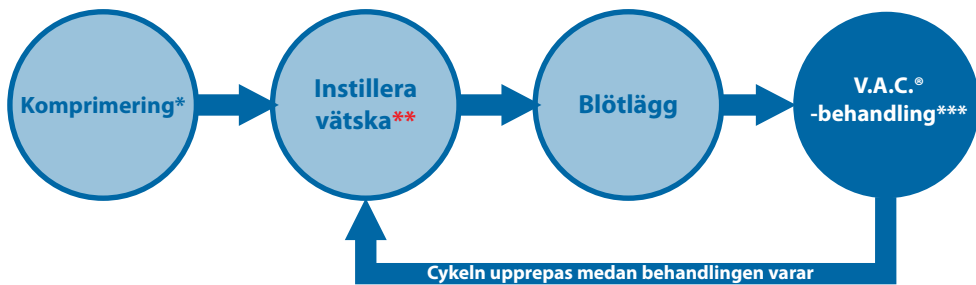 Komprimering*
Instillera
vätska**
Blötlägg
V.A.C.®
-behandling***
Cykeln upprepas medan behandlingen varar